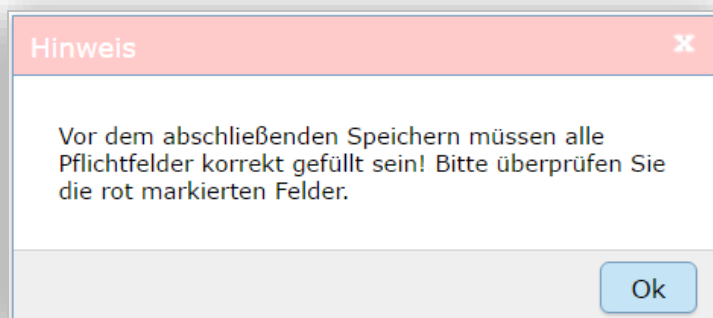 Hinweis x
Vor dem abschließenden Speichern müssen alle
Pflichtfelder korrekt gefüllt sein! Bitte überprüfen Sie
die rot markierten Felder.
Ok